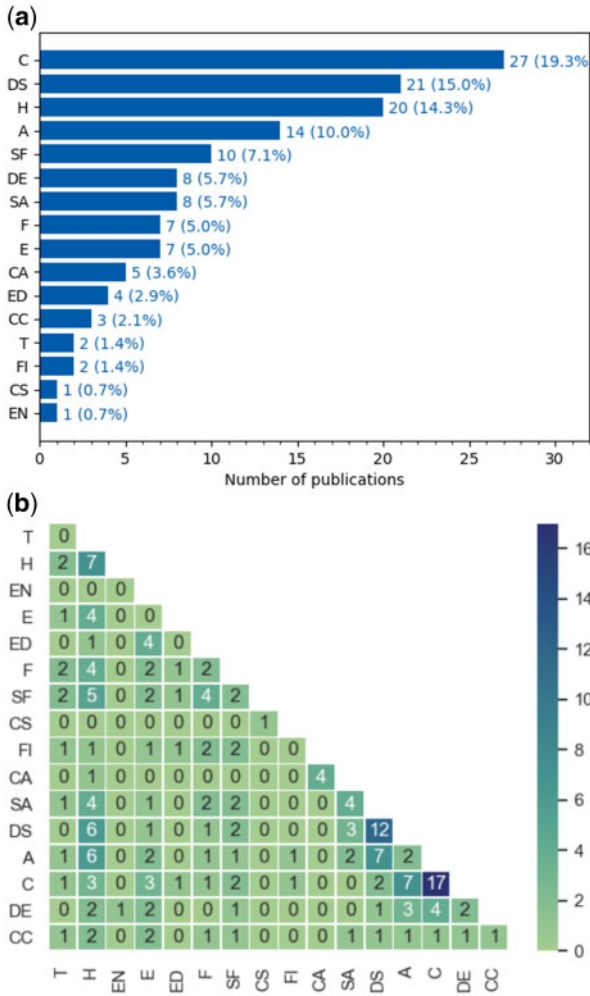 (a)
C 27 (19.3%
DS 21 (15.0%)
H 20 (14.3%)
A 14 (10.0%)
SF 10 (7.1%)
DE 8 (5.7%)
SA 8 (5.7%)
F 7 (5.0%)
E 7 (5.0%)
CA 5 (3.6%)
ED 4 (2.9%)
CC 3 (2.1%)
T 2 (1.4%)
FI 2 (1.4%)
CS 1 (0.7%)
EN 1 (0.7%)
0 5 10 15 20 25 30
Number of publications
(b)
T 0
H 2 7
EN 0 0 0
E 1 4 0 0
ED 0 1 0 4 0
F 2 4 0 2 1 2
SF 2 5 0 2 1 4 2
CS 0 0 0 0 0 0 0 1
FI 1 1 0 1 1 2 2 0 0
CA 0 1 0 0 0 0 0 0 0 4
SA 1 4 0 1 0 2 2 0 0 0 4
DS 0 6 0 1 0 1 2 0 0 0 3 12
A 1 6 0 2 0 1 1 0 1 0 2 7 2
C 1 3 0 3 1 1 2 0 1 0 0 2 7 17
DE 0 2 1 2 0 0 1 0 0 0 0 1 3 4 2
CC 1 2 0 2 0 1 1 0 1 0 1 1 1 1 1 1
T H EN E ED F SF CS FI CA SA DS A C DE CC
16
14
12
10
8
6
4
2
0